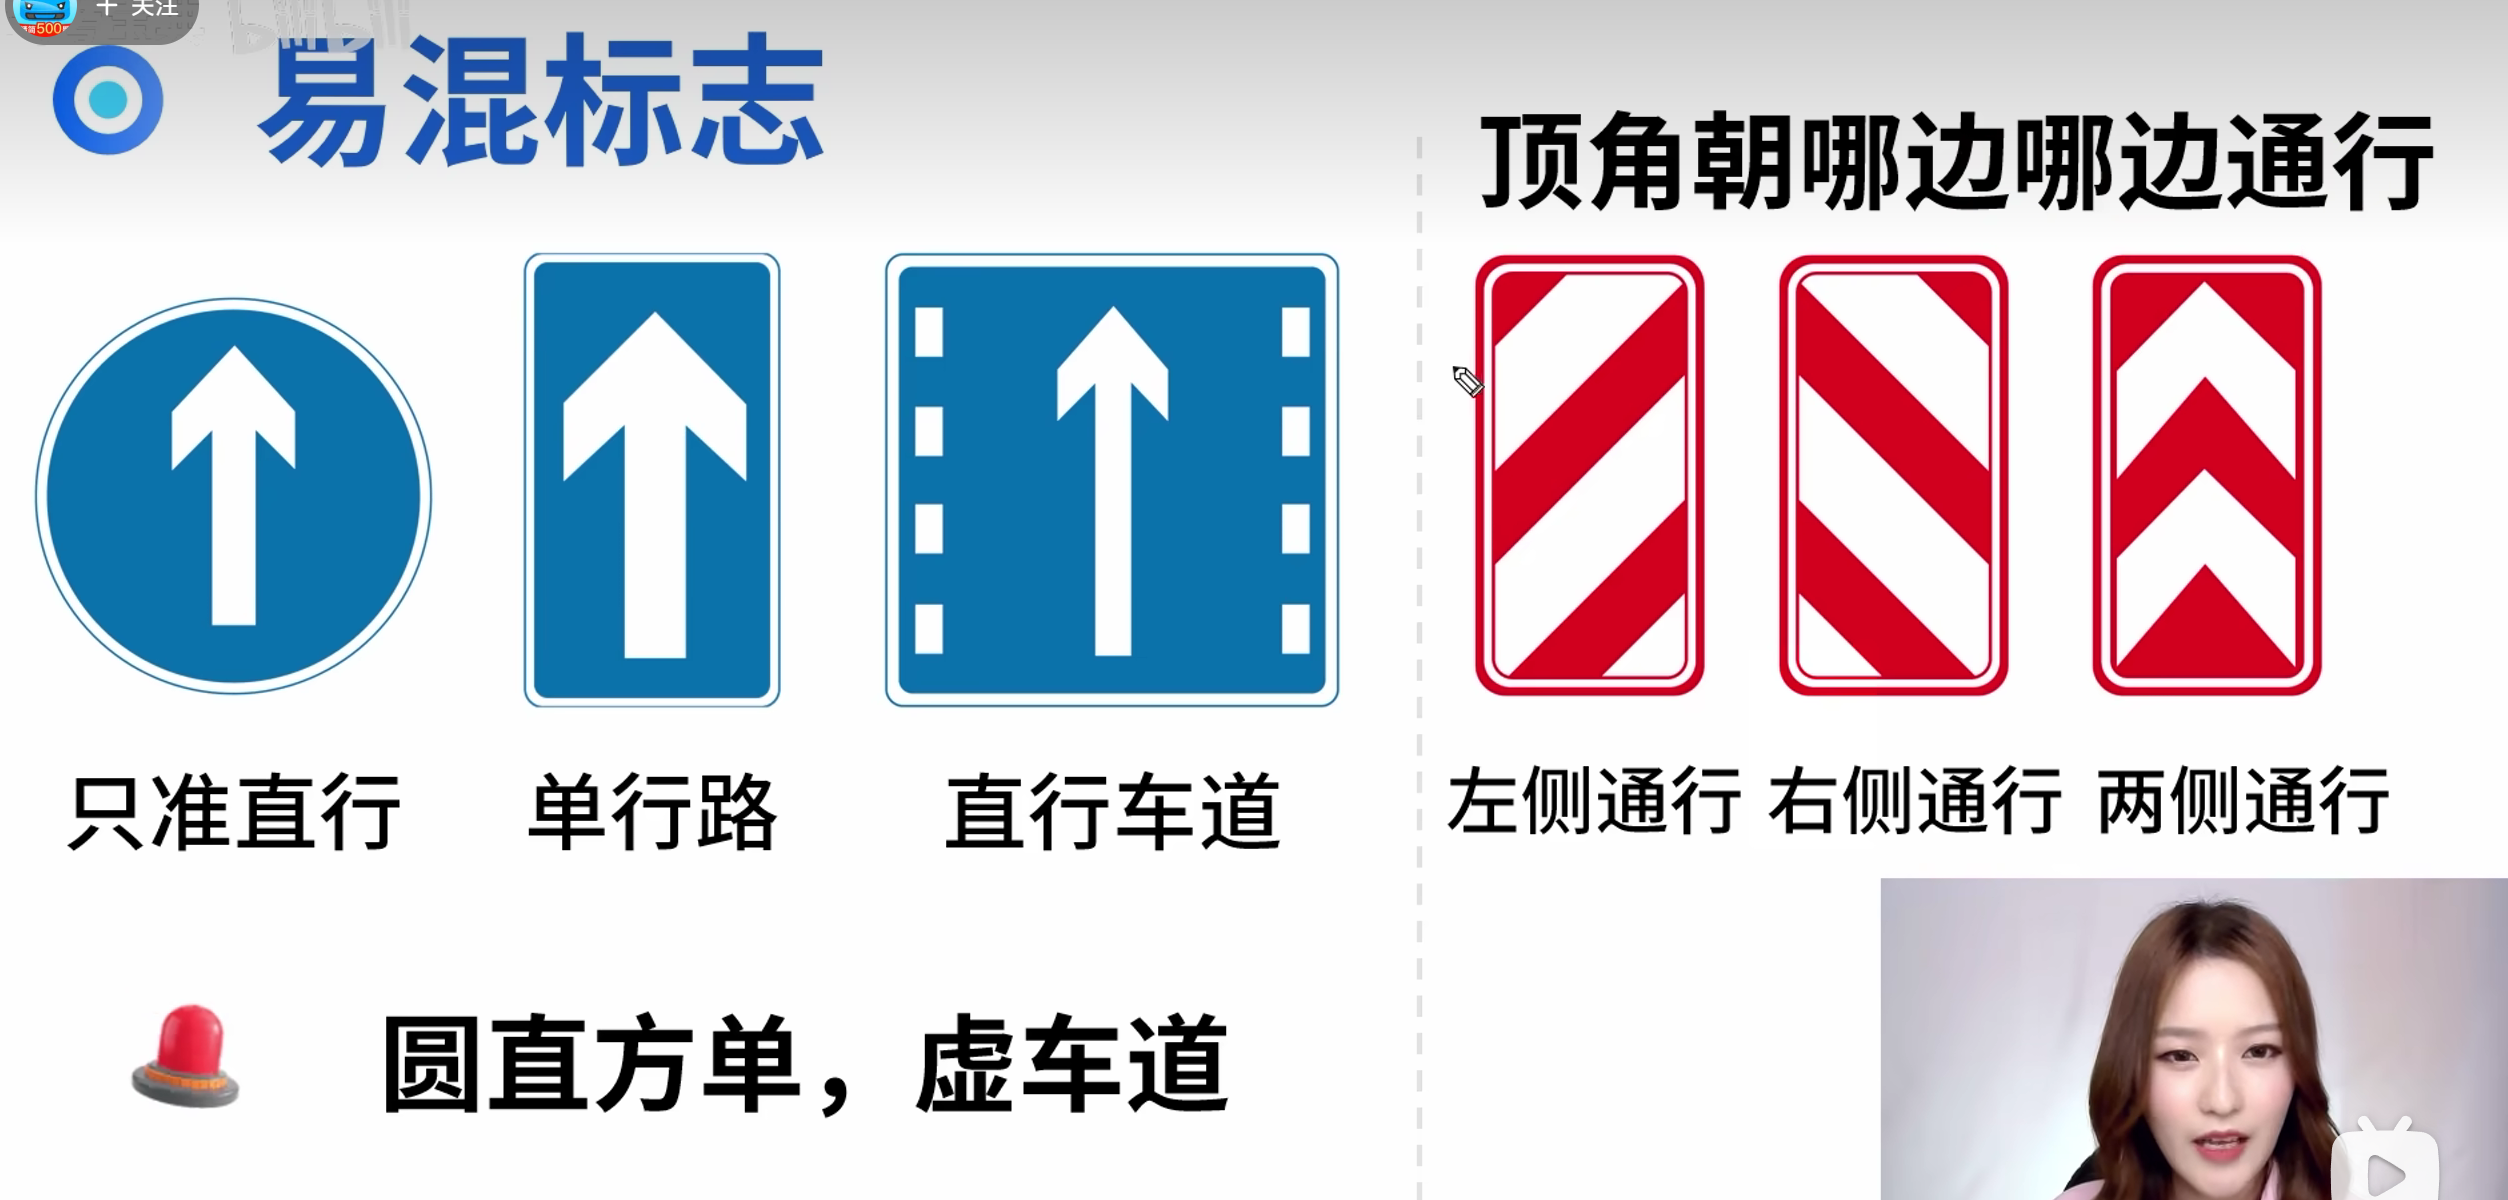 关注
500
bilibili
易混标志
顶角朝哪边哪边通行
只准直行
单行路
直行车道
左侧通行
右侧通行
两侧通行
圆直方单，虚车道